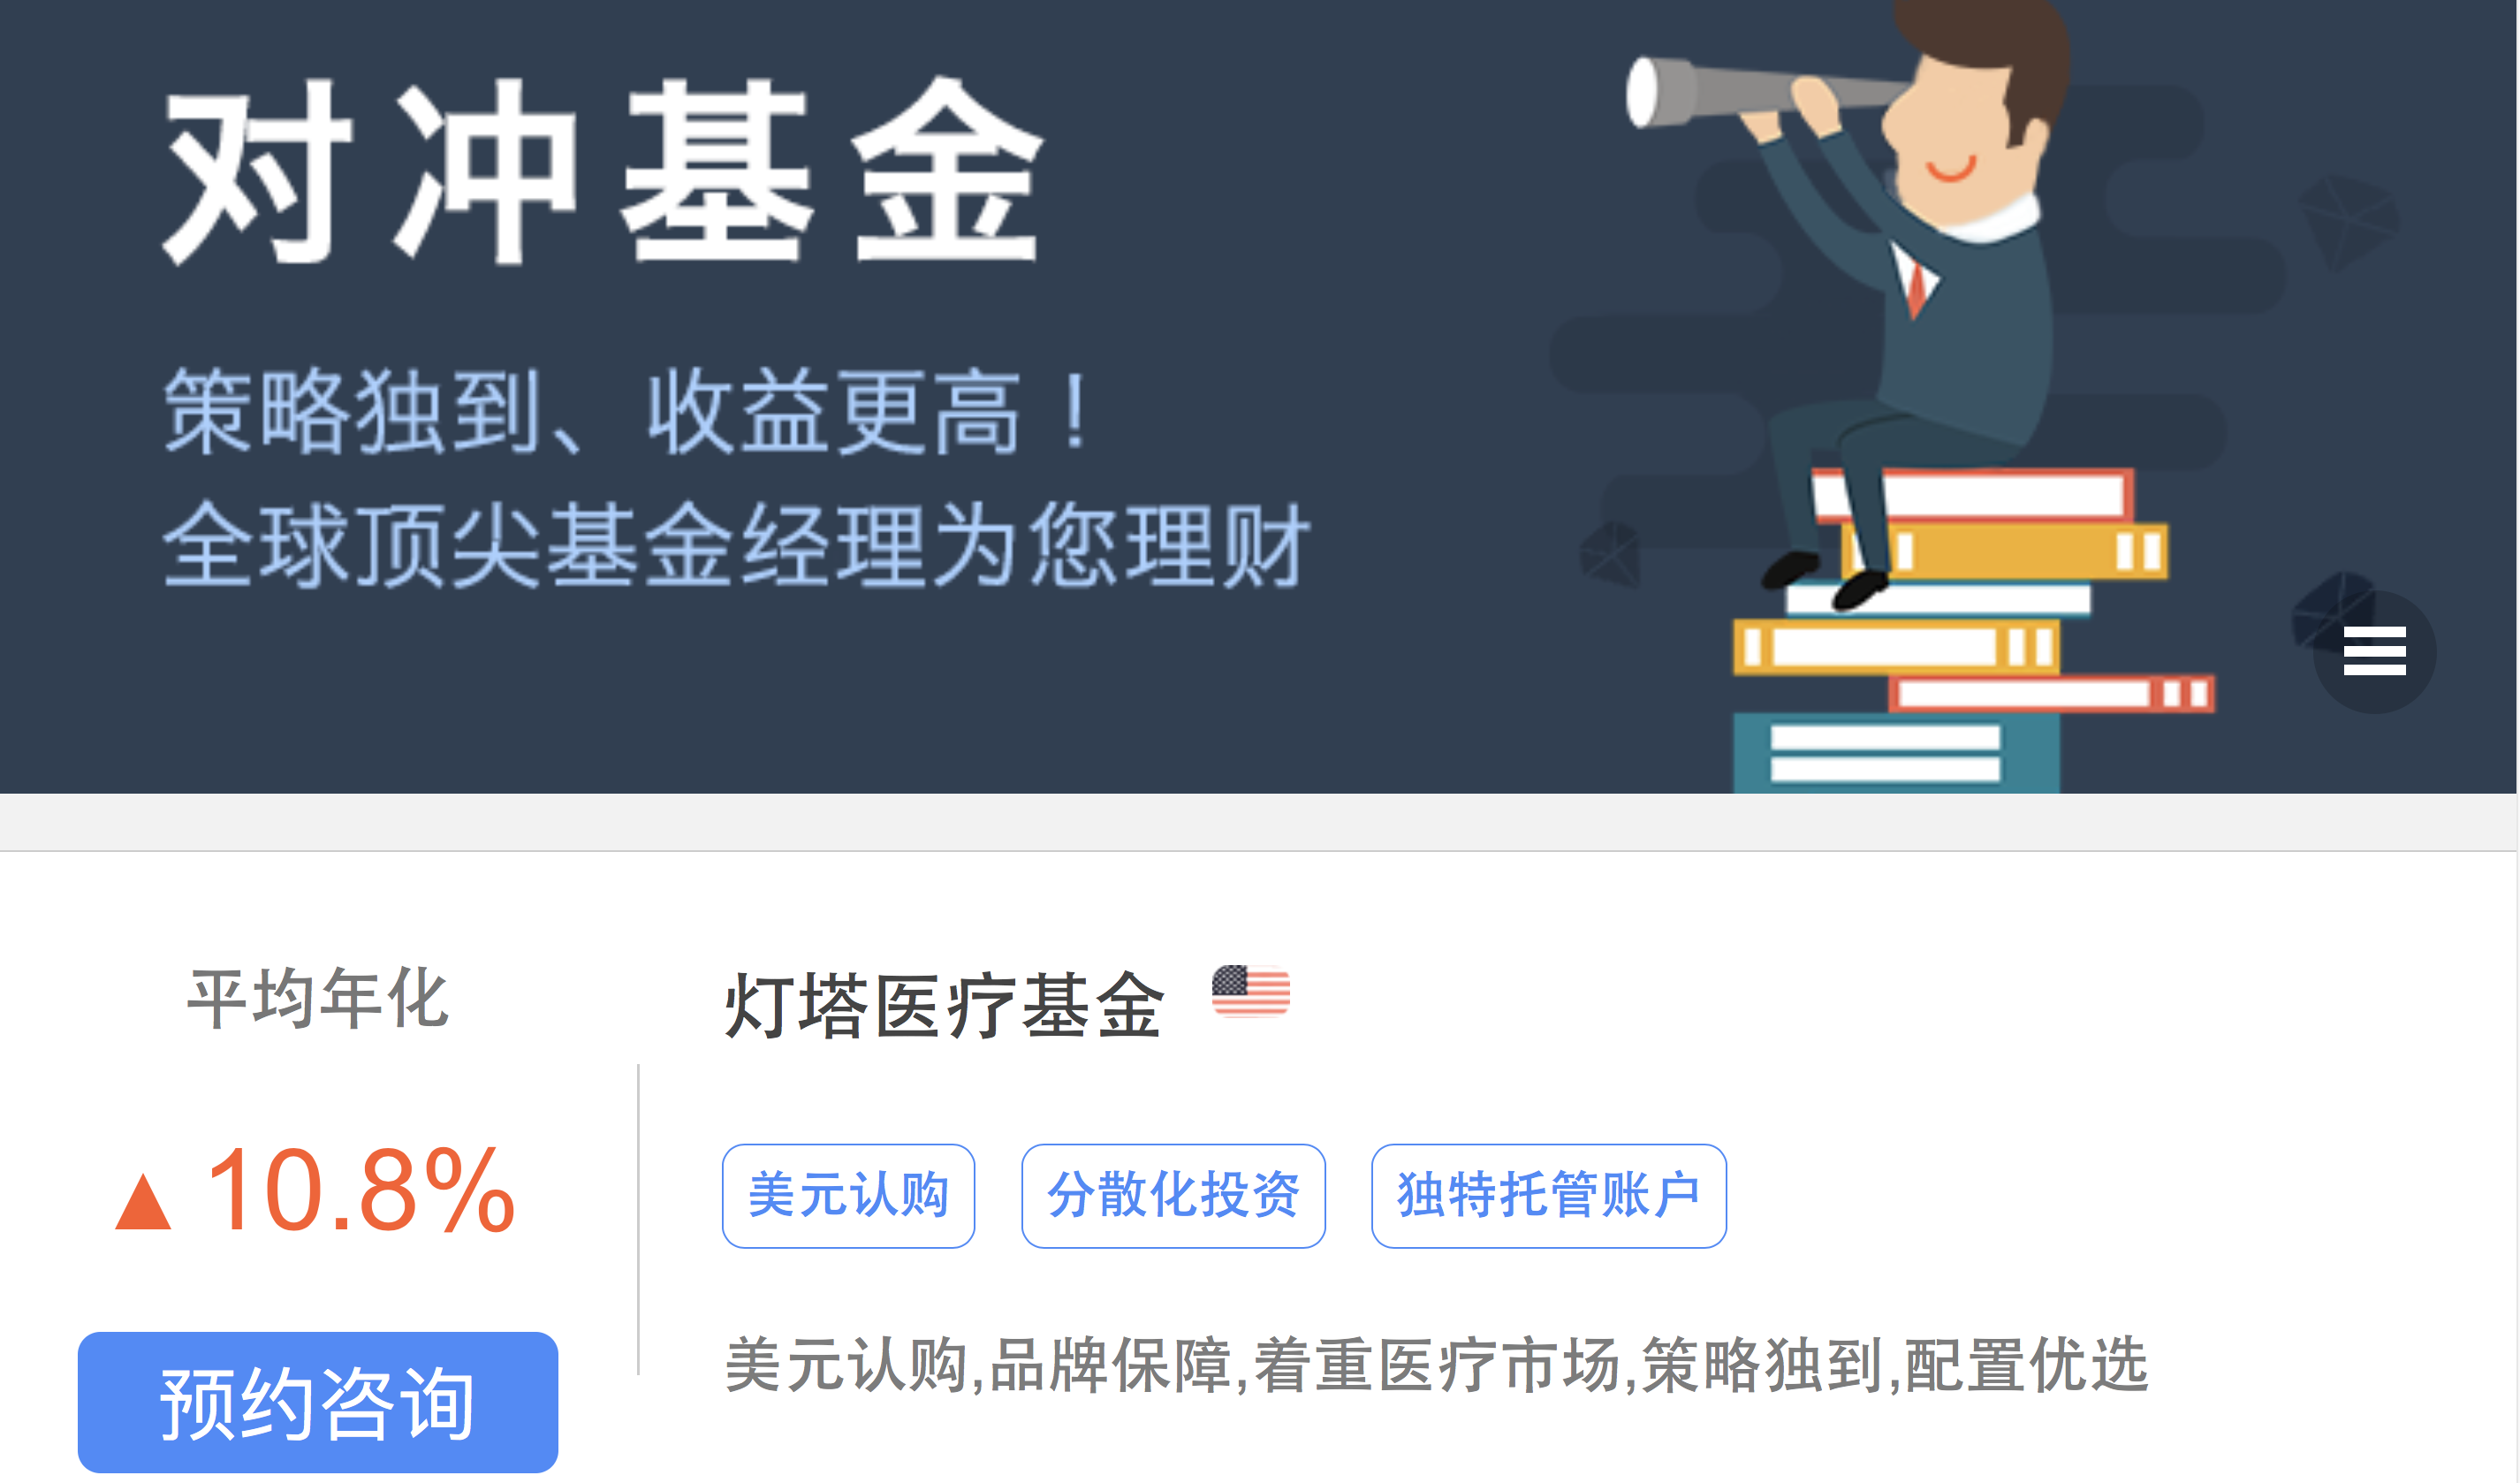 对冲基金
策略独到、收益更高！
全球顶尖基金经理为您理财
平均年化
▲10.8%
预约咨询
灯塔医疗基金
美元认购 分散化投资 独特托管账户
美元认购,品牌保障,着重医疗市场,策略独到,配置优选